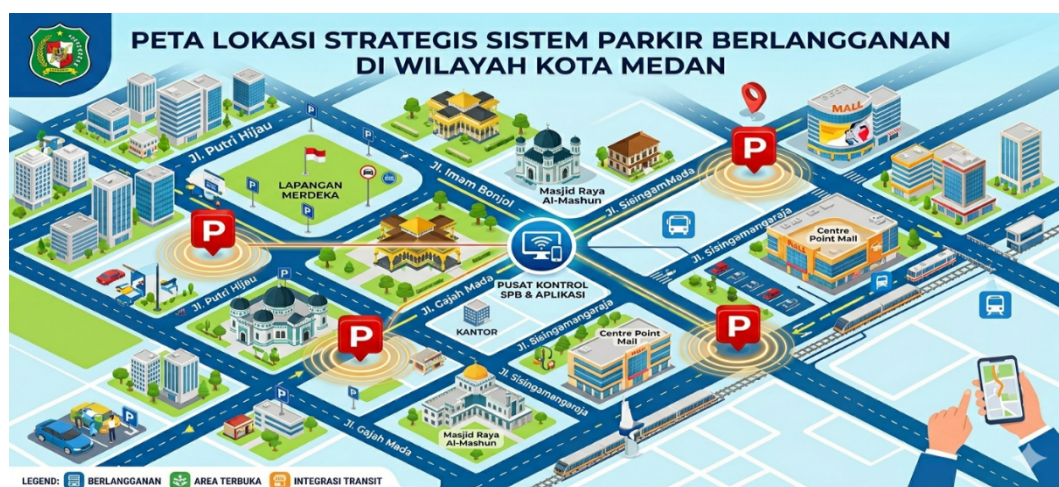 PETA LOKASI STRATEGIS SISTEM PARKIR BERLANGGANAN
DI WILAYAH KOTA MEDAN
MALL
P
Jl. Putri Hijau
P
LAPANGAN
MERDEKA
Jl. Imam Bonjol
Masjid Raya
Al-Mashun
Jl. SisingamMada
P
P
P
Jl. Sisingamangaraja
MALL
Centre
Point Mall
PUSAT KONTROL
SPB & APLIKASI
Jl. Putri Hijeu
P
Jl. Gajah Mada
KANTOR
P
Jl. Sisingamangaraja
Centre Point
Mall
P
P
P
Jl. Gajah Mada
Masjid Raya
Al-Mashun
Jl. Sisingamangaroja
LEGEND: BERLANGGANAN AREA TERBUKA INTEGRASI TRANSIT